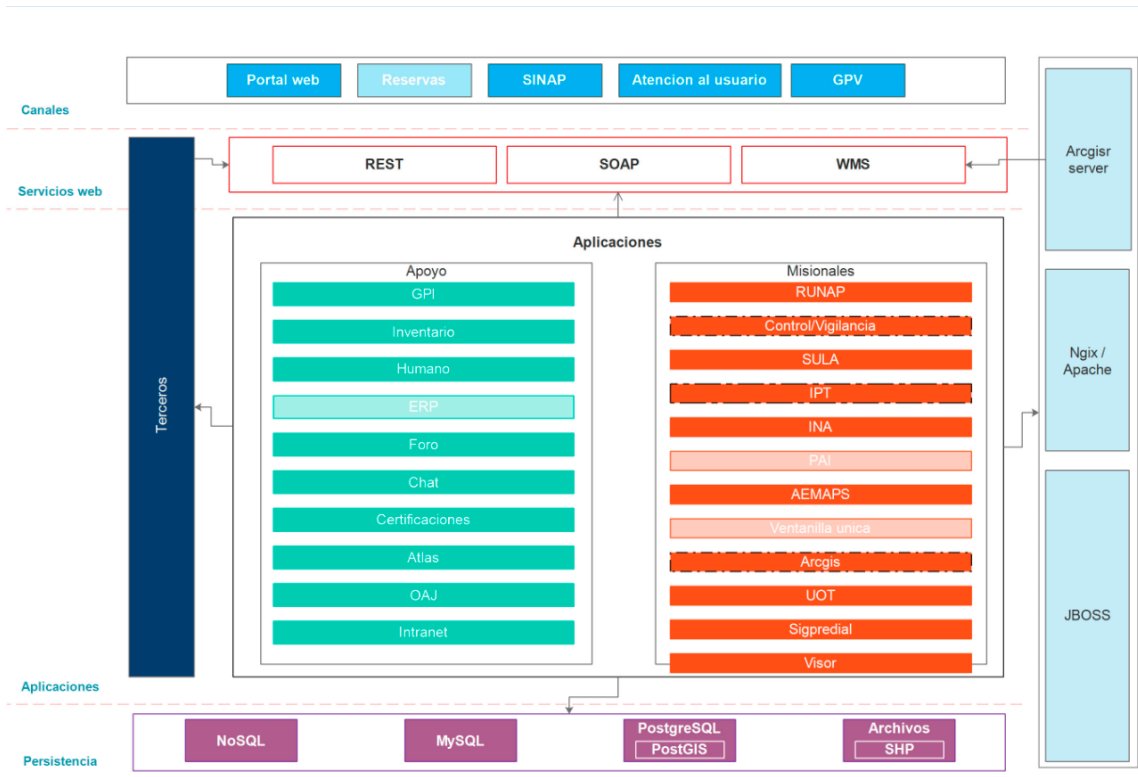 Portal web
Reservas
SINAP
Atencion al usuario
GPV
Canales
REST
SOAP
WMS
Servicios web
Arcgisr
server
Terceros
Aplicaciones
Apoyo
GPI
Inventario
Humano
ERP
Foro
Chat
Certificaciones
Atlas
OAJ
Intranet
Misionales
RUNAP
Control/Vigilancia
SULA
IPT
INA
PAI
AEMAPS
Ventanilla unica
Arcgis
UOT
Sigpredial
Visor
Ngix /
Apache
JBOSS
Aplicaciones
NoSQL
MySQL
PostgreSQL
PostGIS
Archivos
SHP
Persistencia